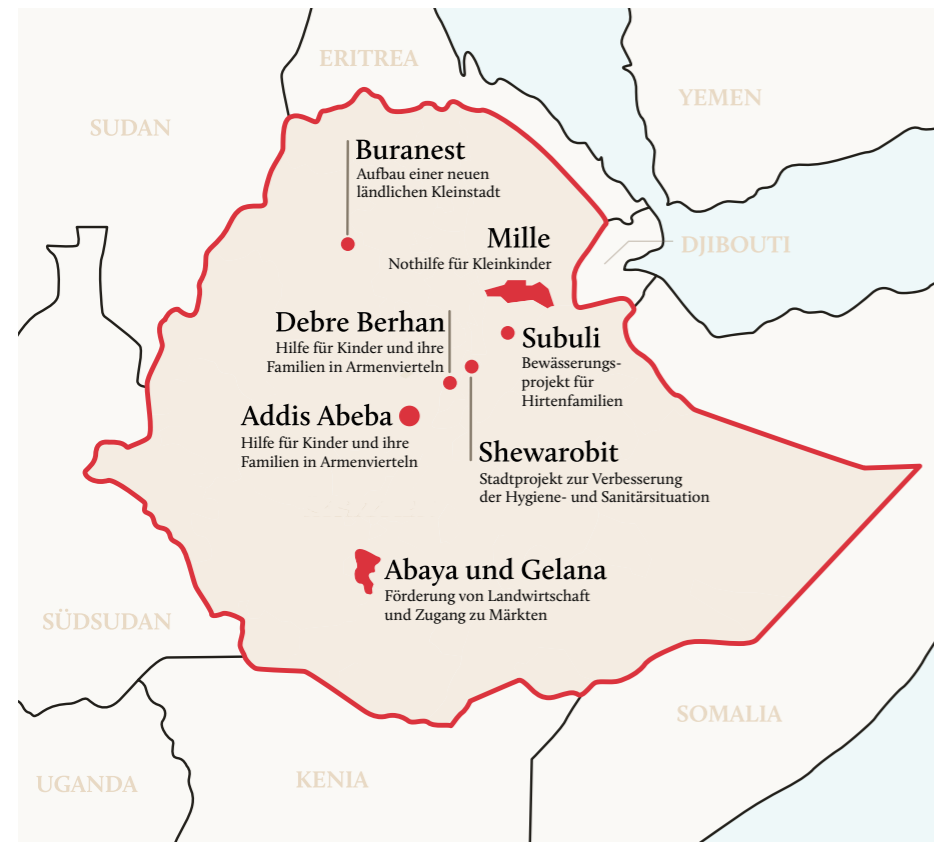 ERITREA
YEMEN
SUDAN
Buranest
Aufbau einer neuen
ländlichen Kleinstadt
Mille
Nothilfe für Kleinkinder
DJIBOUTI
Debre Berhan
Hilfe für Kinder und ihre
Familien in Armenvierteln
Subuli
Bewässerungs-
projekt für
Hirtenfamilien
Addis Abeba
Hilfe für Kinder und ihre
Familien in Armenvierteln
Shewarobit
Stadtprojekt zur Verbesserung
der Hygiene- und Sanitärsituation
Abaya und Gelana
Förderung von Landwirtschaft
und Zugang zu Märkten
SÜDSUDAN
SOMALIA
UGANDA
KENIA